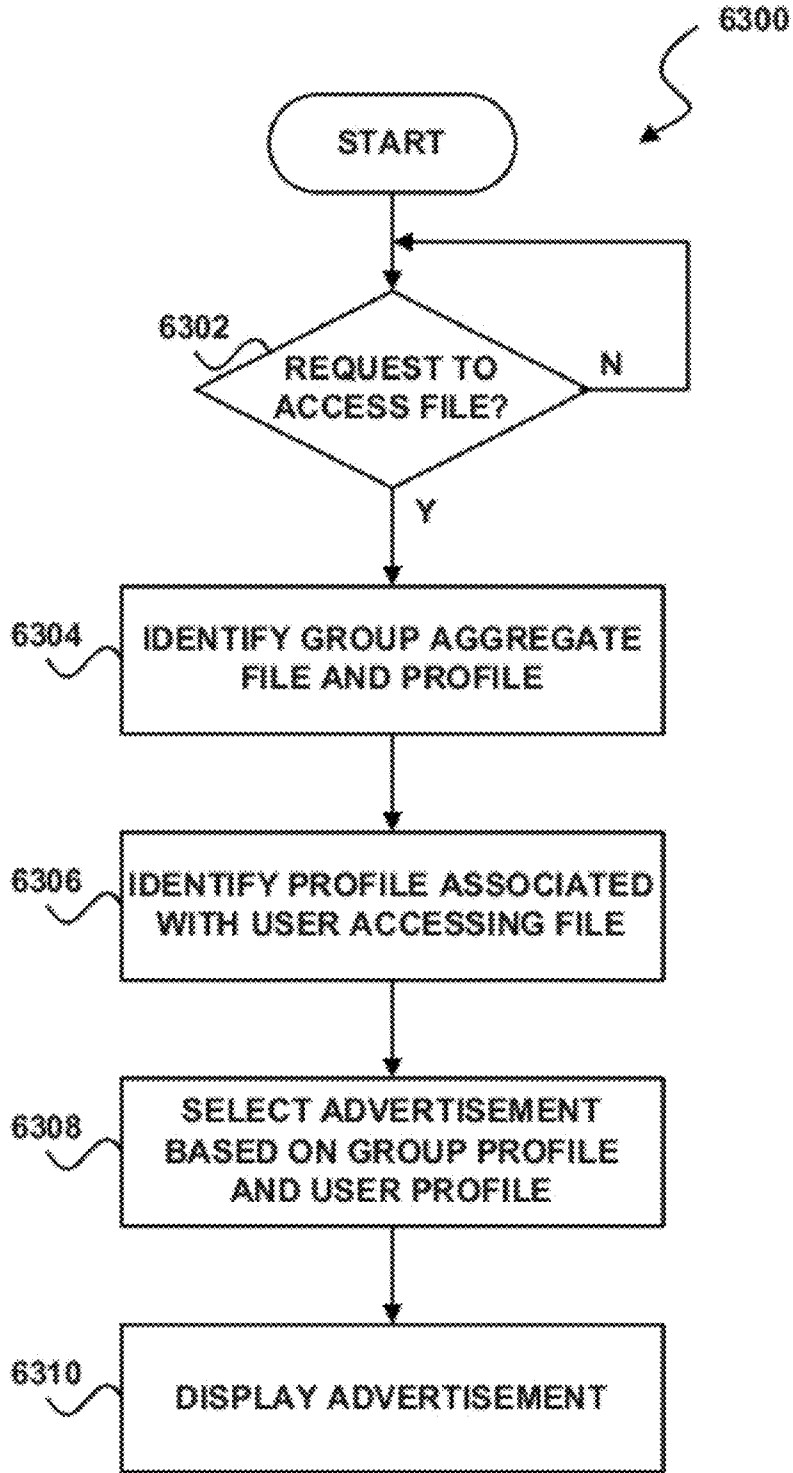 6300
START
6302
REQUEST TO
ACCESS FILE?
N
Y
6304
IDENTIFY GROUP AGGREGATE
FILE AND PROFILE
6306
IDENTIFY PROFILE ASSOCIATED
WITH USER ACCESSING FILE
6308
SELECT ADVERTISEMENT
BASED ON GROUP PROFILE
AND USER PROFILE
6310
DISPLAY ADVERTISEMENT